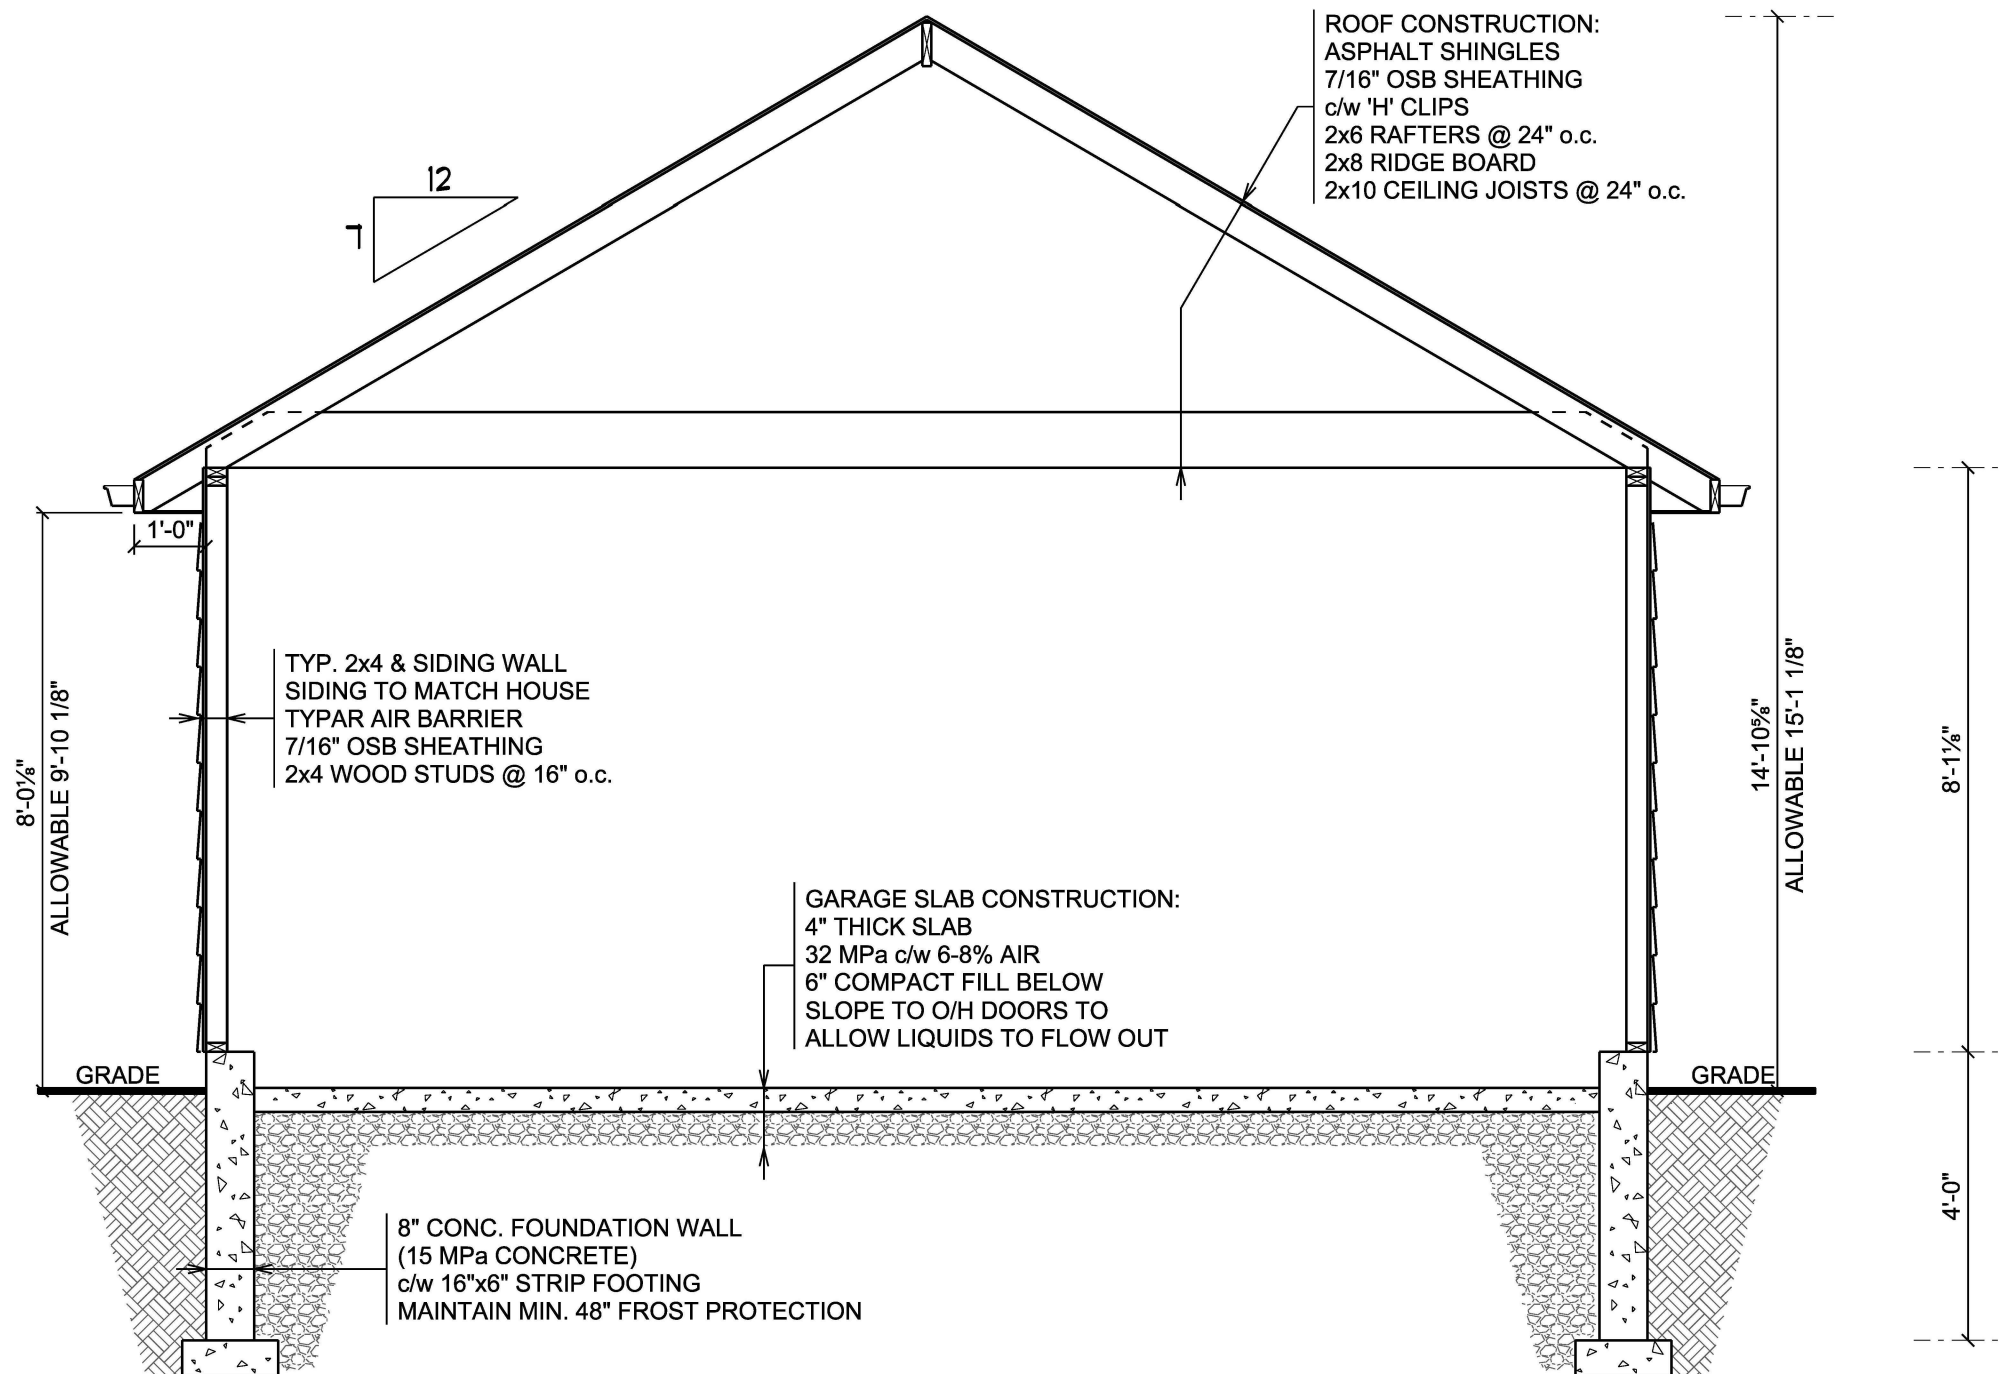 ROOF CONSTRUCTION:
ASPHALT SHINGLES
7/16" OSB SHEATHING
c/w 'H' CLIPS
2x6 RAFTERS @ 24" o.c.
2x8 RIDGE BOARD
2x10 CEILING JOISTS @ 24" o.c.
12
7
1'-0"
TYP. 2x4 & SIDING WALL
SIDING TO MATCH HOUSE
TYPAR AIR BARRIER
7/16" OSB SHEATHING
2x4 WOOD STUDS @ 16" o.c.
8'-0⅛"
ALLOWABLE 9'-10 1/8"
14'-10⅝"
ALLOWABLE 15'-1 1/8"
8'-1⅛"
GARAGE SLAB CONSTRUCTION:
4" THICK SLAB
32 MPa c/w 6-8% AIR
6" COMPACT FILL BELOW
SLOPE TO O/H DOORS TO
ALLOW LIQUIDS TO FLOW OUT
GRADE
GRADE
4'-0"
8" CONC. FOUNDATION WALL
(15 MPa CONCRETE)
c/w 16"x6" STRIP FOOTING
MAINTAIN MIN. 48" FROST PROTECTION